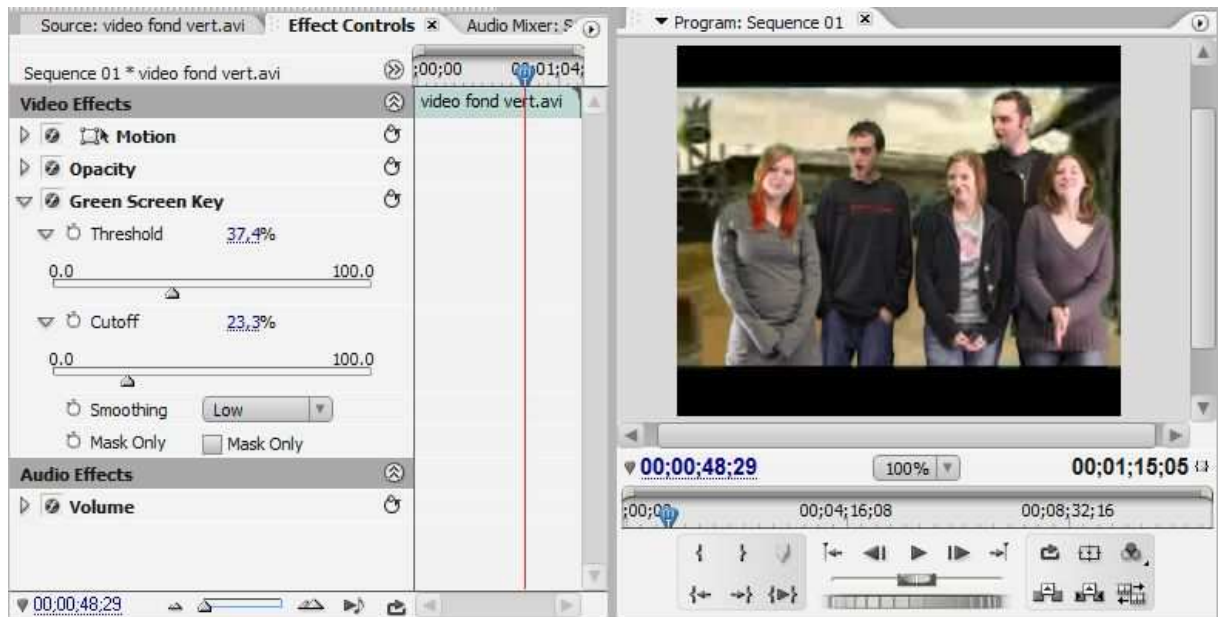 Source: video fond vert.avi Effect Controls Audio Mixer: S
Sequence 01 * video fond vert.avi
;00;00 00;01;04;
Video Effects
video fond vert.avi
Motion
Opacity
Green Screen Key
Threshold 37,4%
0.0 100.0
Cutoff 23,3%
0.0 100.0
Smoothing Low
Mask Only Mask Only
Audio Effects
Volume
00;00;48;29
Program: Sequence 01
00;00;48;29 100% 00;01;15;05
;00;00 00;04;16;08 00;08;32;16